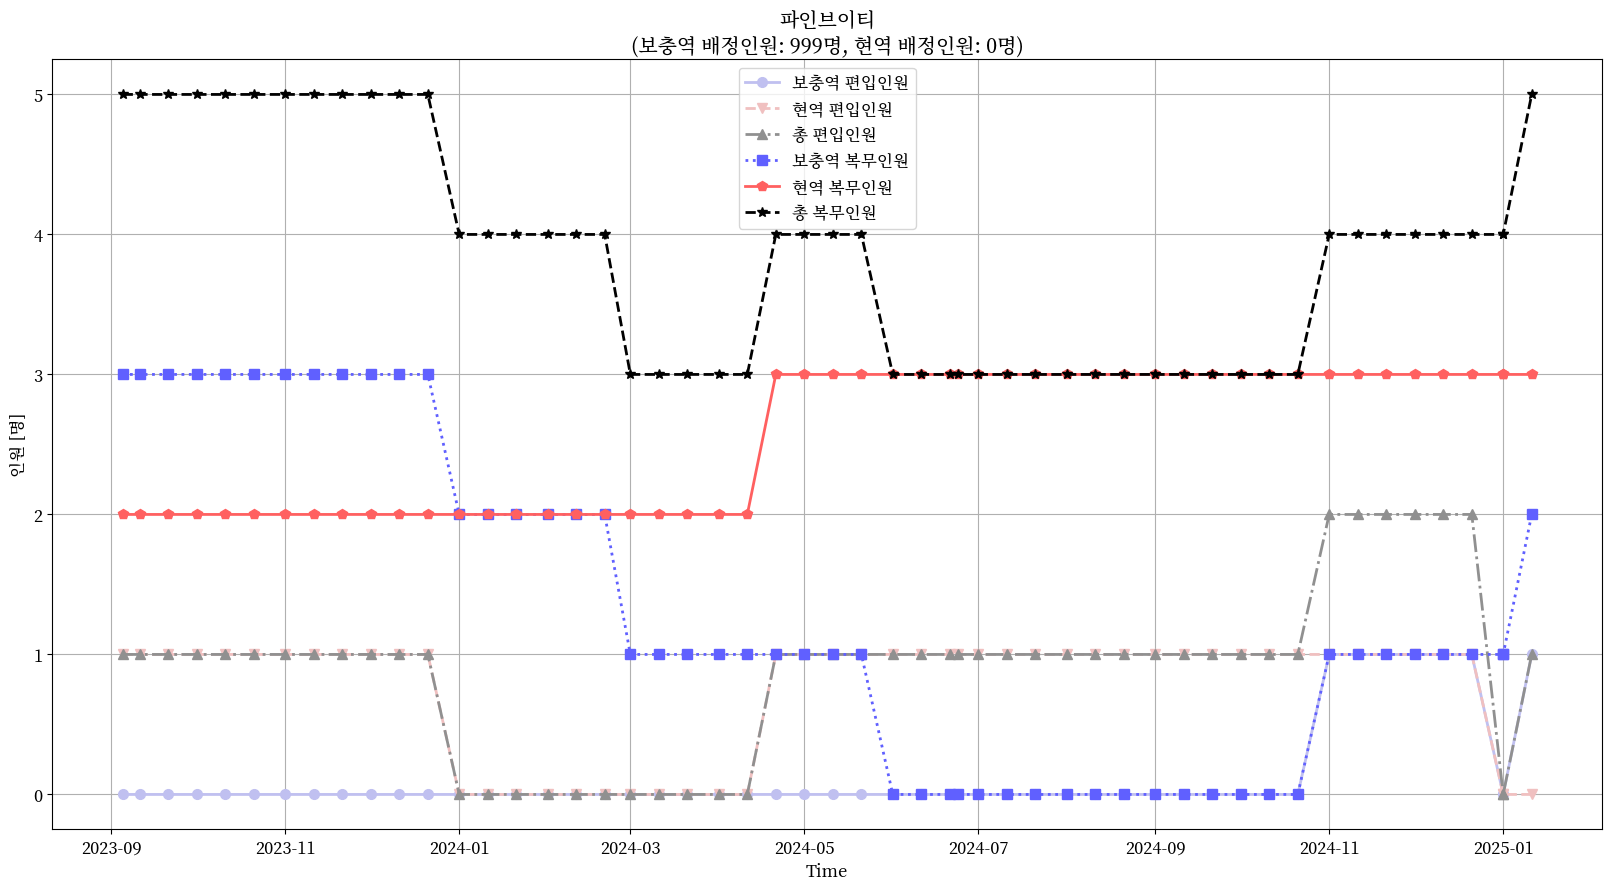 파인브이티
(보충역 배정인원: 999명, 현역 배정인원: 0명)
보충역 편입인원
현역 편입인원
총 편입인원
보충역 복무인원
현역 복무인원
총 복무인원
인원 [명]
5
4
3
2
1
0
2023-09
2023-11
2024-01
2024-03
2024-05
2024-07
2024-09
2024-11
2025-01
Time